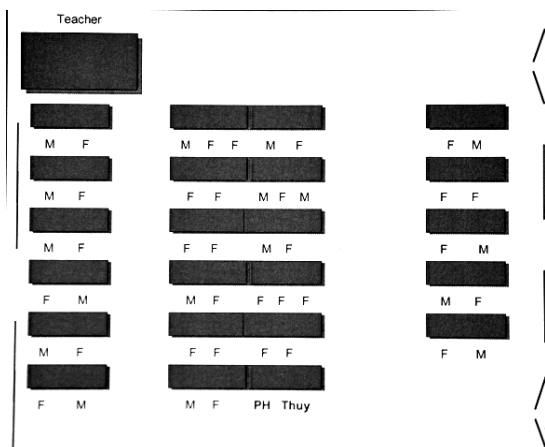 Teacher
M F M F F M F F M
M F F F M F M F F
M F F F M F F M
F M M F F F F M F
M F F F F F F M
F M M F PH Thuy